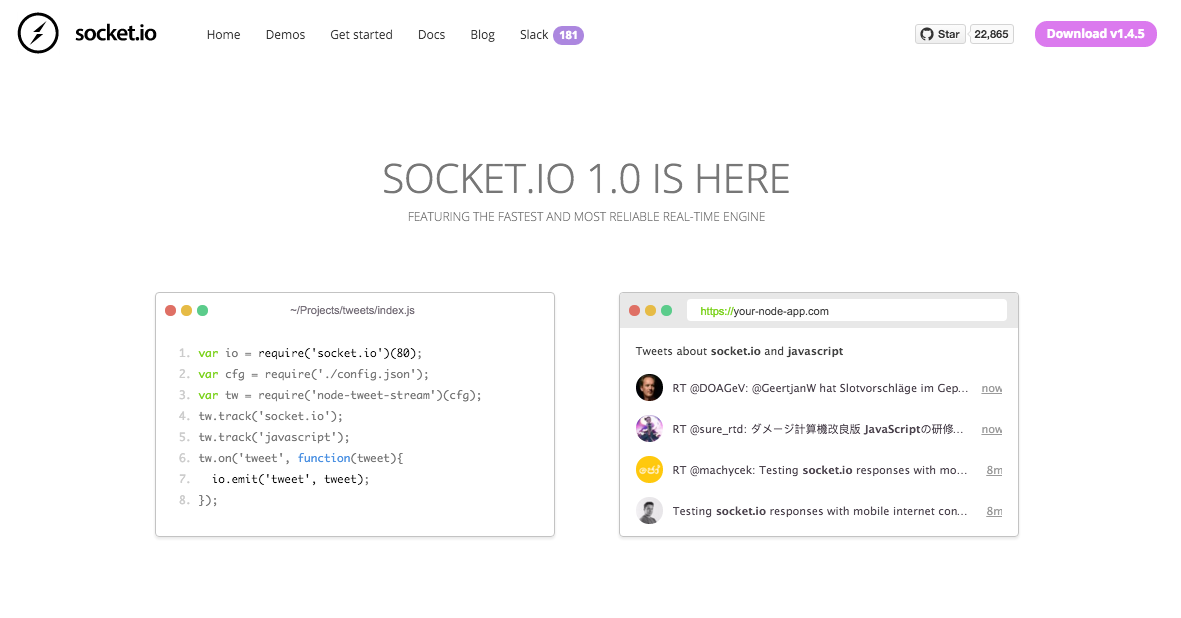 socket.io
Home Demos Get started Docs Blog Slack 181
Star 22,865
Download v1.4.5
SOCKET.IO 1.0 IS HERE
FEATURING THE FASTEST AND MOST RELIABLE REAL-TIME ENGINE
~/Projects/tweets/index.js
1. var io = require('socket.io')(80);
2. var cfg = require('./config.json');
3. var tw = require('node-tweet-stream')(cfg);
4. tw.track('socket.io');
5. tw.track('javascript');
6. tw.on('tweet', function(tweet){
7. io.emit('tweet', tweet);
8. });
https://your-node-app.com
Tweets about socket.io and javascript
RT @DOAGeV: @GeertjanW hat Slotvorschläge im Gep... now
RT @sure_rtd: ダメージ計算機改良版 JavaScriptの研修... now
RT @machycek: Testing socket.io responses with mo... 8m
Testing socket.io responses with mobile internet con... 8m